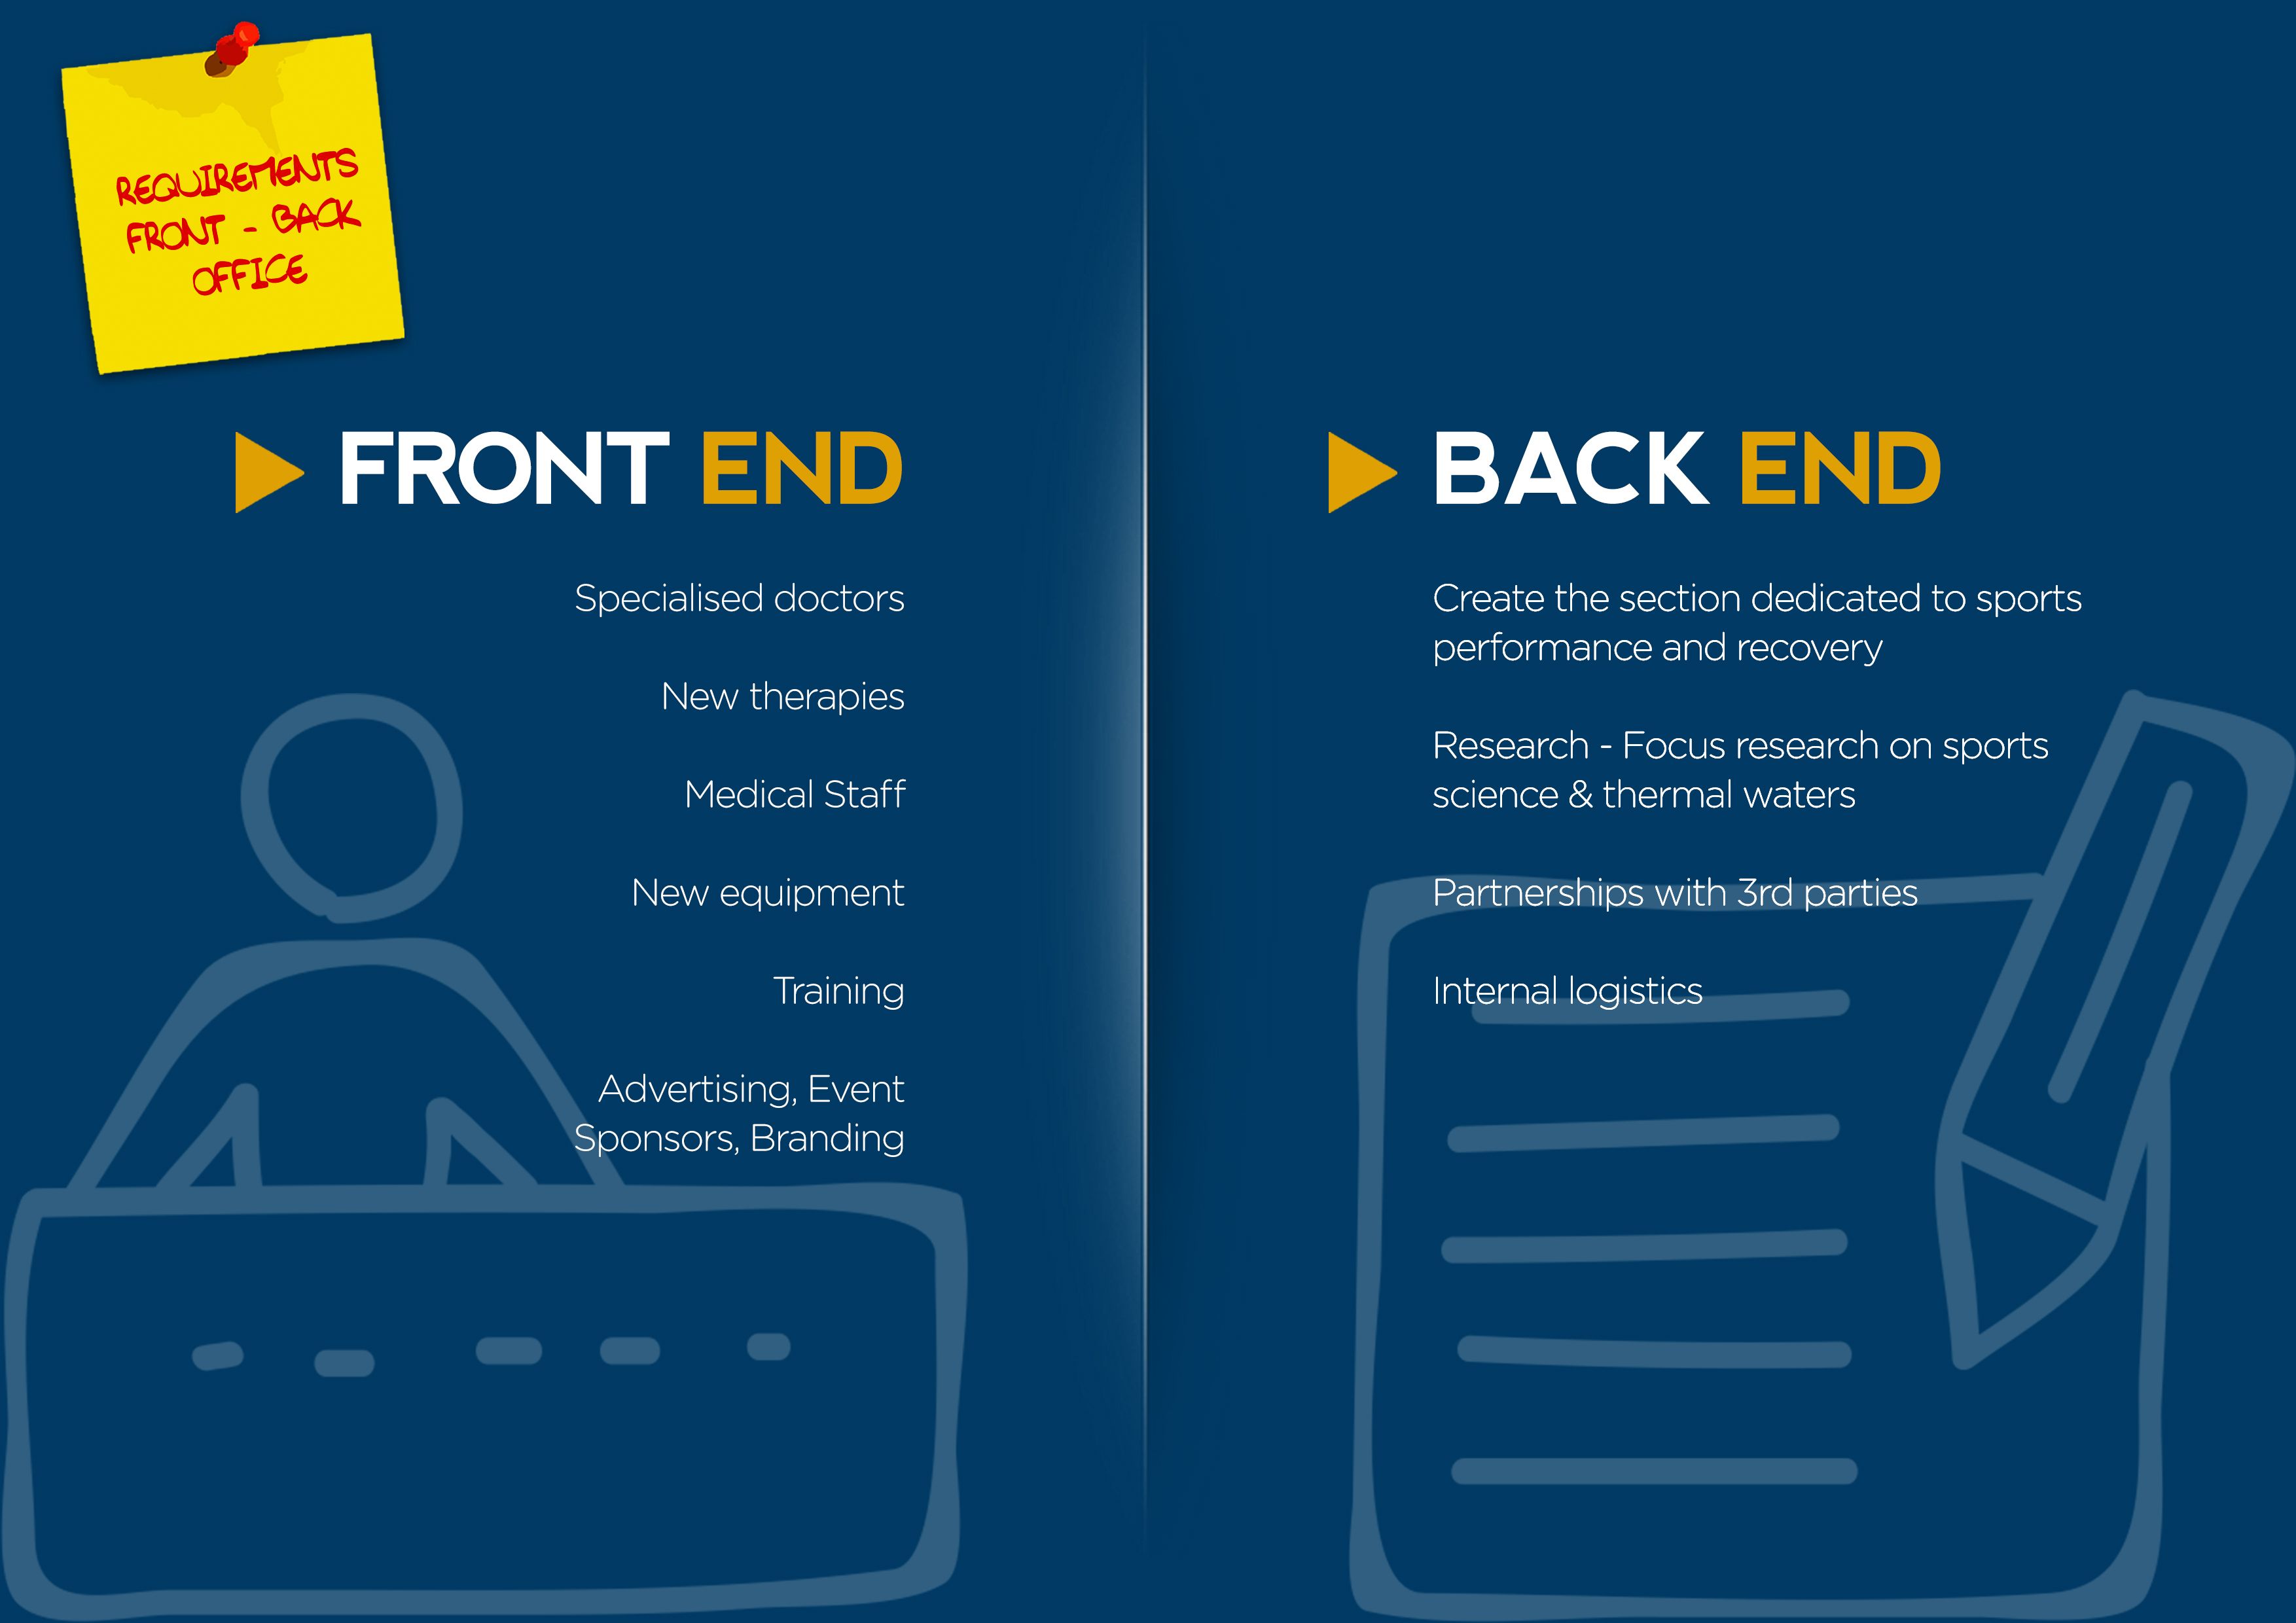 REQUIREMENTS
FRONT - BACK
OFFICE
FRONT END
Specialised doctors
New therapies
Medical Staff
New equipment
Training
Advertising, Event
Sponsors, Branding
BACK END
Create the section dedicated to sports
performance and recovery
Research - Focus research on sports
science & thermal waters
Partnerships with 3rd parties
Internal logistics